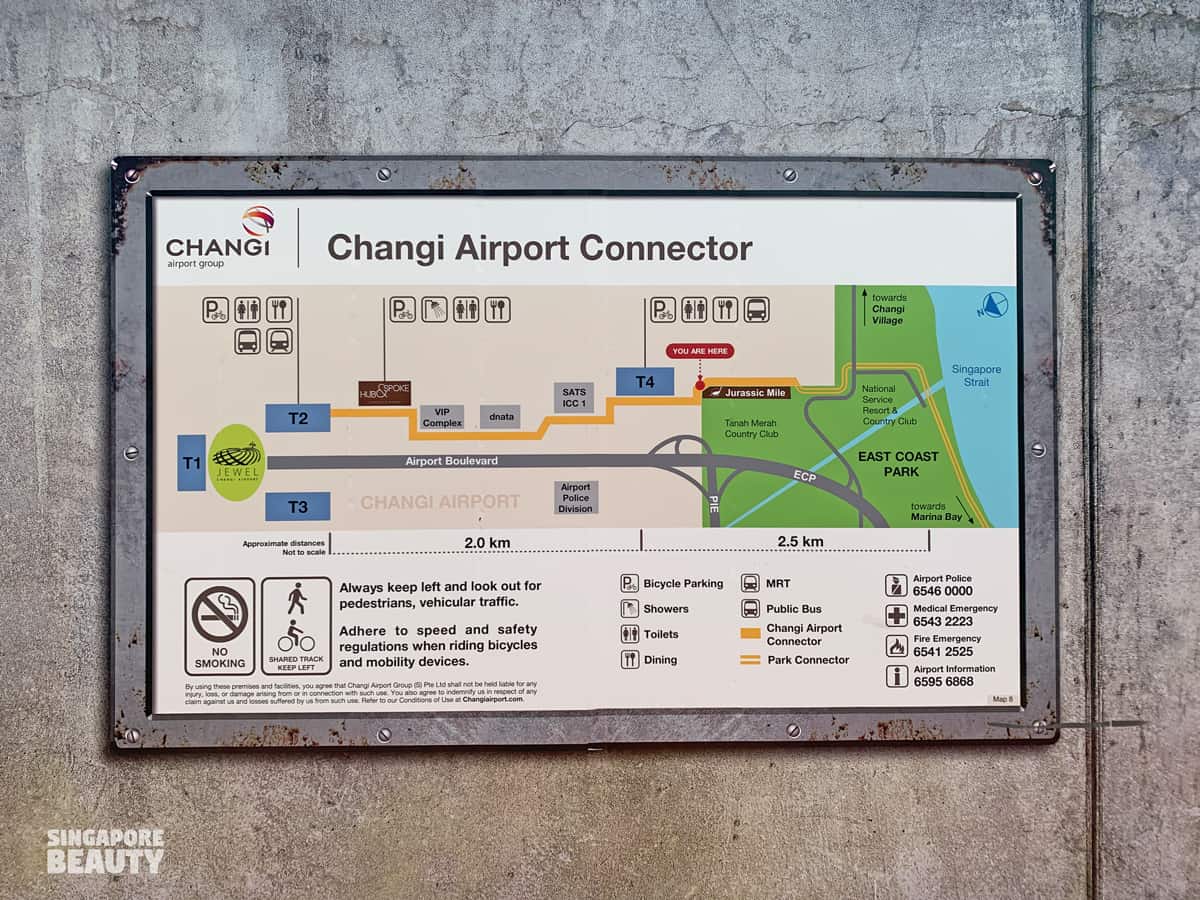 CHANGI
airport group
Changi Airport Connector
towards
Changi
Village
N
YOU ARE HERE
Singapore
Strait
HUB & SPOKE
SATS
ICC 1
T4
Jurassic Mile
National
Service
Resort &
Country Club
T2
VIP
Complex
dnata
Tanah Merah
Country Club
T1
JEWEL
CHANGI AIRPORT
Airport Boulevard
EAST COAST
PARK
ECP
PIE
T3
CHANGI AIRPORT
Airport
Police
Division
towards
Marina Bay
Approximate distances
Not to scale
2.0 km
2.5 km
NO
SMOKING
SHARED TRACK
KEEP LEFT
Always keep left and look out for
pedestrians, vehicular traffic.
Adhere to speed and safety
regulations when riding bicycles
and mobility devices.
By using these premises and facilities, you agree that Changi Airport Group (S) Pte Ltd shall not be held liable for any
injury, loss, or damage arising from or in connection with such use. You also agree to indemnify us in respect of any
claim against us and losses suffered by us from such use. Refer to our Conditions of Use at Changiairport.com.
Bicycle Parking
Showers
Toilets
Dining
MRT
Public Bus
Changi Airport
Connector
Park Connector
Airport Police
6546 0000
Medical Emergency
6543 2223
Fire Emergency
6541 2525
Airport Information
6595 6868
Map 8
SINGAPORE
BEAUTY